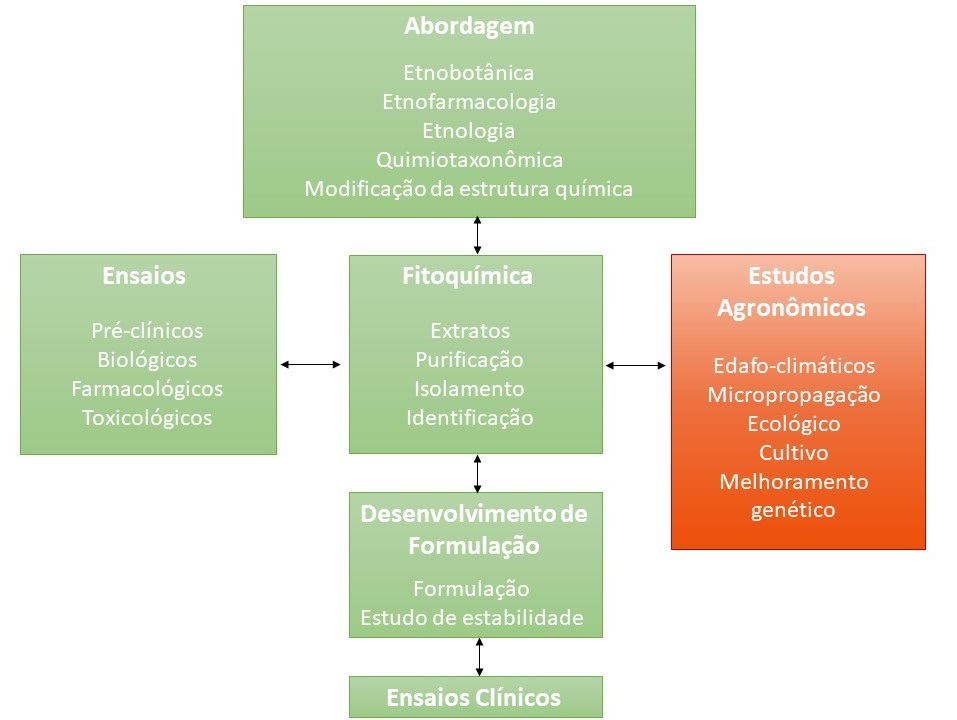 Abordagem
Etnobotânica
Etnofarmacologia
Etnologia
Quimiotaxonômica
Modificação da estrutura química
Ensaios
Pré-clínicos
Biológicos
Farmacológicos
Toxicológicos
Fitoquímica
Extratos
Purificação
Isolamento
Identificação
Estudos
Agronômicos
Edafo-climáticos
Micropropagação
Ecológico
Cultivo
Melhoramento
genético
Desenvolvimento de
Formulação
Formulação
Estudo de estabilidade
Ensaios Clínicos